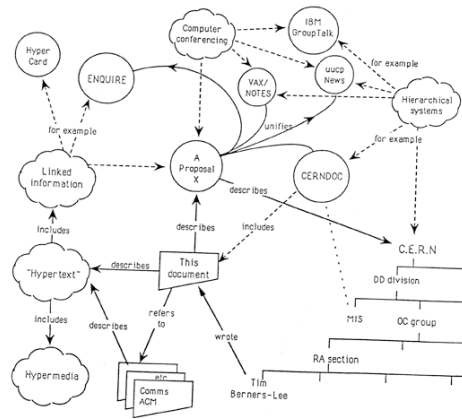 IBM
GroupTalk
Computer
conferencing
Hyper
Card
ENQUIRE
uucp
News
VAX/
NOTES
Hierarchical
systems
for example
unifies
for example
for example
Linked
information
A
Proposal
X
CERNDOC
describes
describes
includes
C.E.R.N
includes
DD division
This
document
"Hypertext"
describes
MIS
OC group
includes
describes
refers
to
wrote
RA section
Hypermedia
etc
Comms
ACM
Tim
Berners-Lee